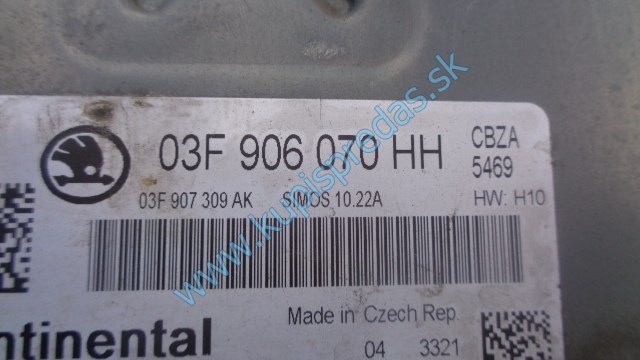 03F 906 070 HH CBZA
5469
03F 907 309 AK SIMOS 10.22A HW: H10
www.kupispredas.sk
Made in Czech Rep.
ntinental
04 3321